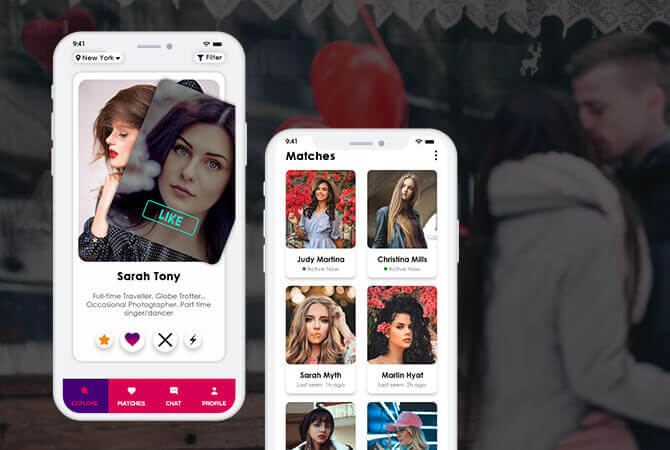 9:41
New York
Filter
LIKE
Sarah Tony
Full-time Traveller. Globe Trotter..
Occasional Photographer. Part time
singer/dancer
EXPLORE
MATCHES
CHAT
PROFILE
9:41
Matches
Judy Martina
Active Now
Christina Mills
Active Now
Sarah Myth
Last seen: 1h ago
Marlin Hyat
Last seen: 2h ago